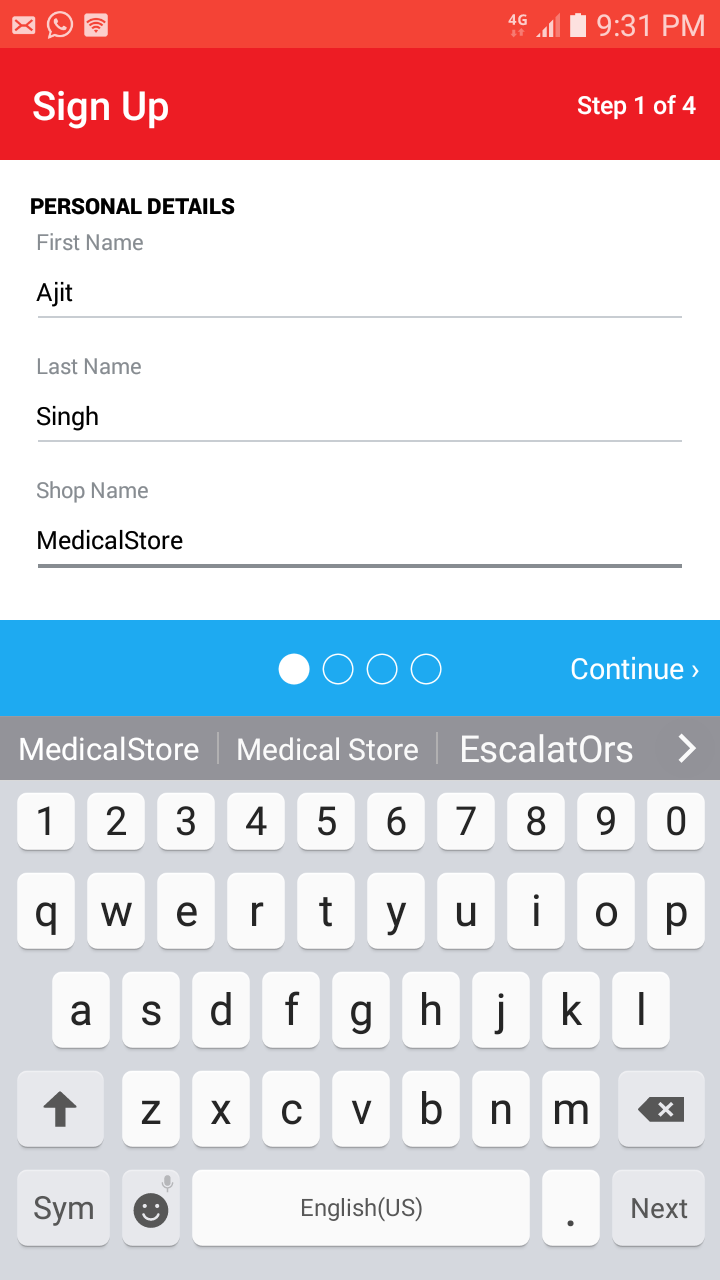 4G 9:31 PM
Sign Up Step 1 of 4
PERSONAL DETAILS
First Name
Ajit
Last Name
Singh
Shop Name
MedicalStore
Continue ›
MedicalStore Medical Store EscalatOrs
1 2 3 4 5 6 7 8 9 0
q w e r t y u i o p
a s d f g h j k l
z x c v b n m
Sym English(US) . Next